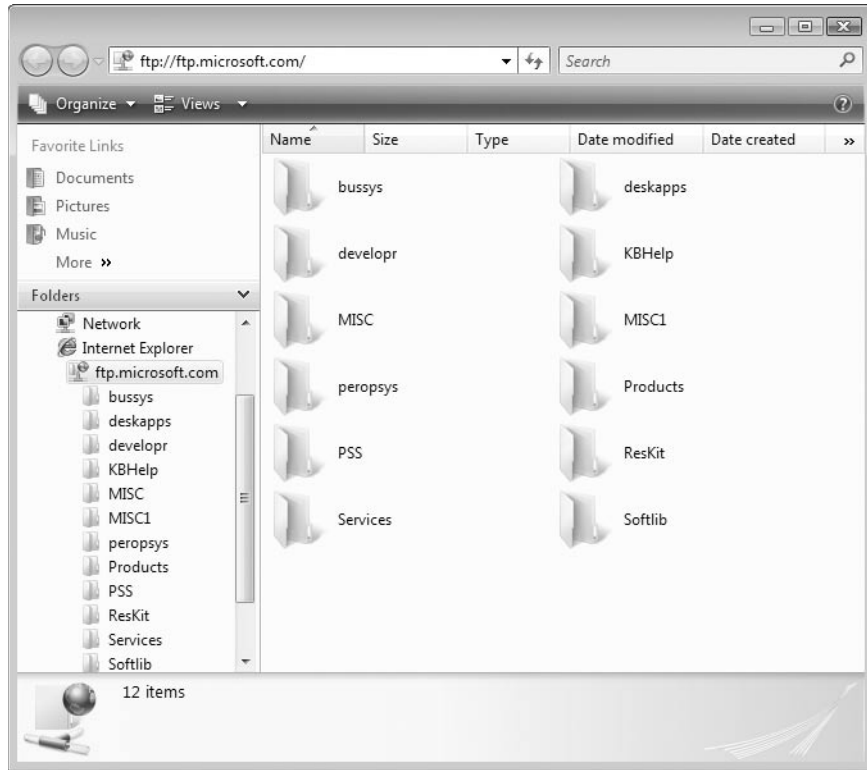 ftp://ftp.microsoft.com/
Search
Organize
Views
Favorite Links
Documents
Pictures
Music
More »
Folders
Network
Internet Explorer
ftp.microsoft.com
bussys
deskapps
developr
KBHelp
MISC
MISC1
peropsys
Products
PSS
ResKit
Services
Softlib
Name Size Type Date modified Date created »
bussys deskapps
developr KBHelp
MISC MISC1
peropsys Products
PSS ResKit
Services Softlib
12 items